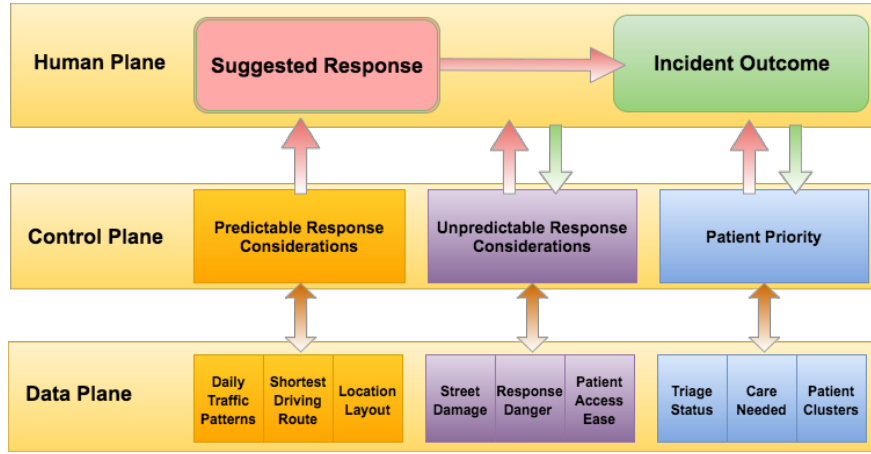 Human Plane
Suggested Response
Incident Outcome
Control Plane
Predictable Response
Considerations
Unpredictable Response
Considerations
Patient Priority
Data Plane
Daily
Traffic
Patterns
Shortest
Driving
Route
Location
Layout
Street
Damage
Response
Danger
Patient
Access
Ease
Triage
Status
Care
Needed
Patient
Clusters